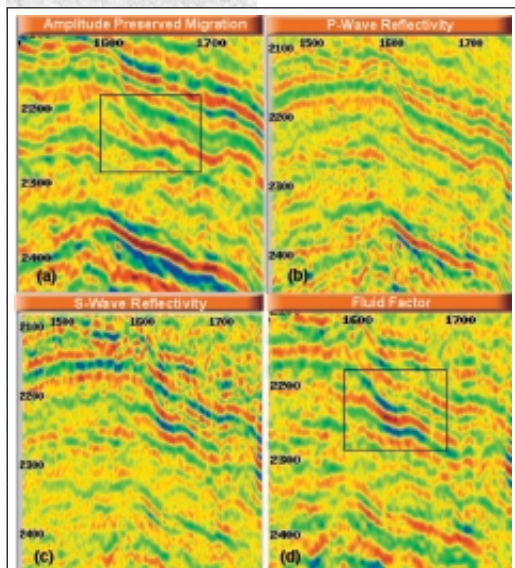 Amplitude Preserved Migration
1600 1700
2200
2300
2400
(a)
P-Wave Reflectivity
2100 1500 1600 1700
2200
2300
2400
(b)
S-Wave Reflectivity
2100 1500 1600 1700
2200
2300
2400
(c)
Fluid Factor
1600 1700
2200
2300
2400
(d)